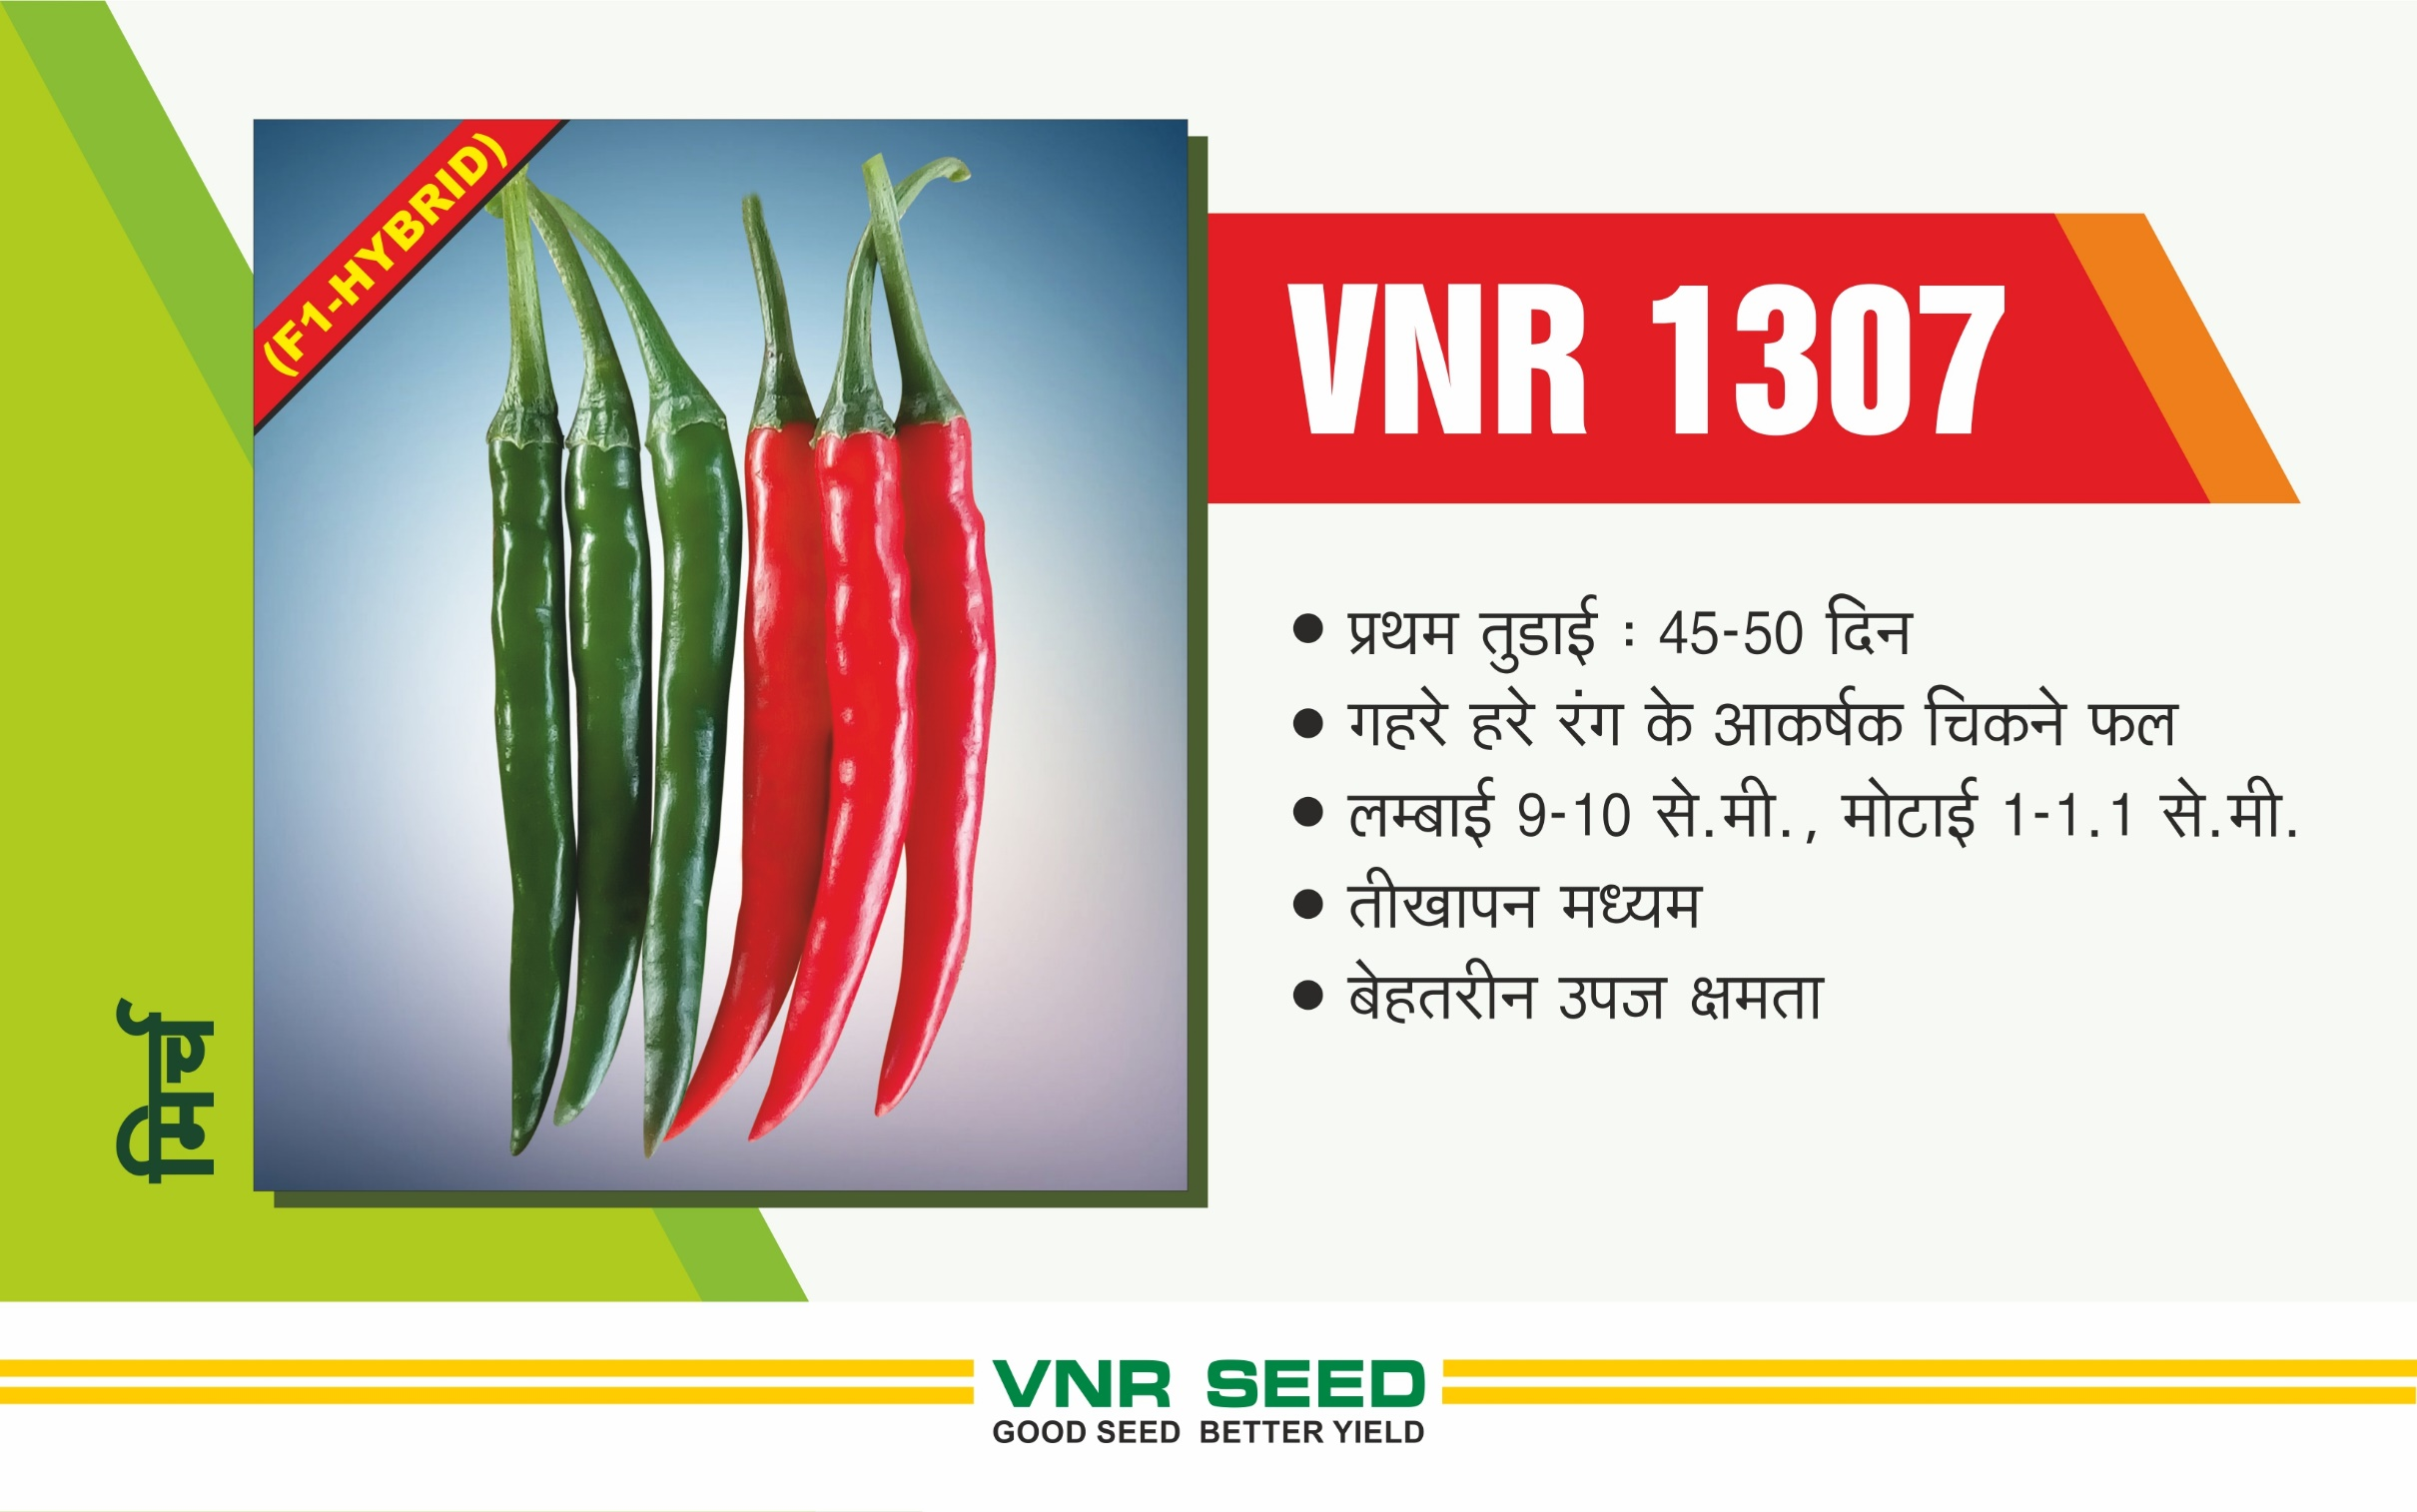 (F1-HYBRID)
VNR 1307
● प्रथम तुड़ाई : 45-50 दिन
● गहरे हरे रंग के आकर्षक चिकने फल
● लम्बाई 9-10 से.मी., मोटाई 1-1.1 से.मी.
● तीखापन मध्यम
● बेहतरीन उपज क्षमता
मिर्च
VNR SEED
GOOD SEED BETTER YIELD